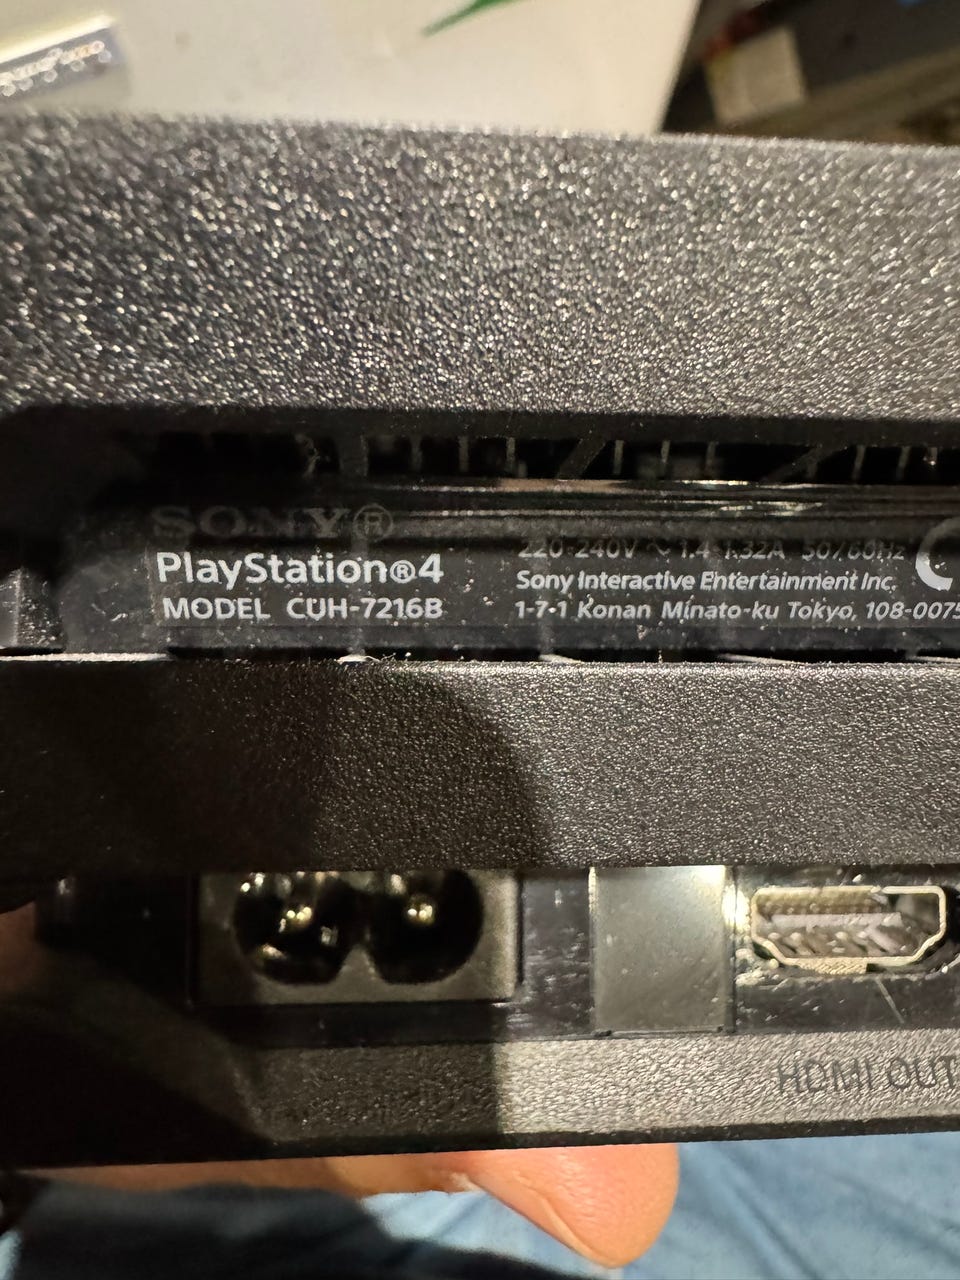 SONY®
PlayStation®4
MODEL CUH-7216B
220-240V ~ 1.4-1.32A 50/60Hz
Sony Interactive Entertainment Inc.
1-7-1 Konan Minato-ku Tokyo, 108-0075
HDMI OUT